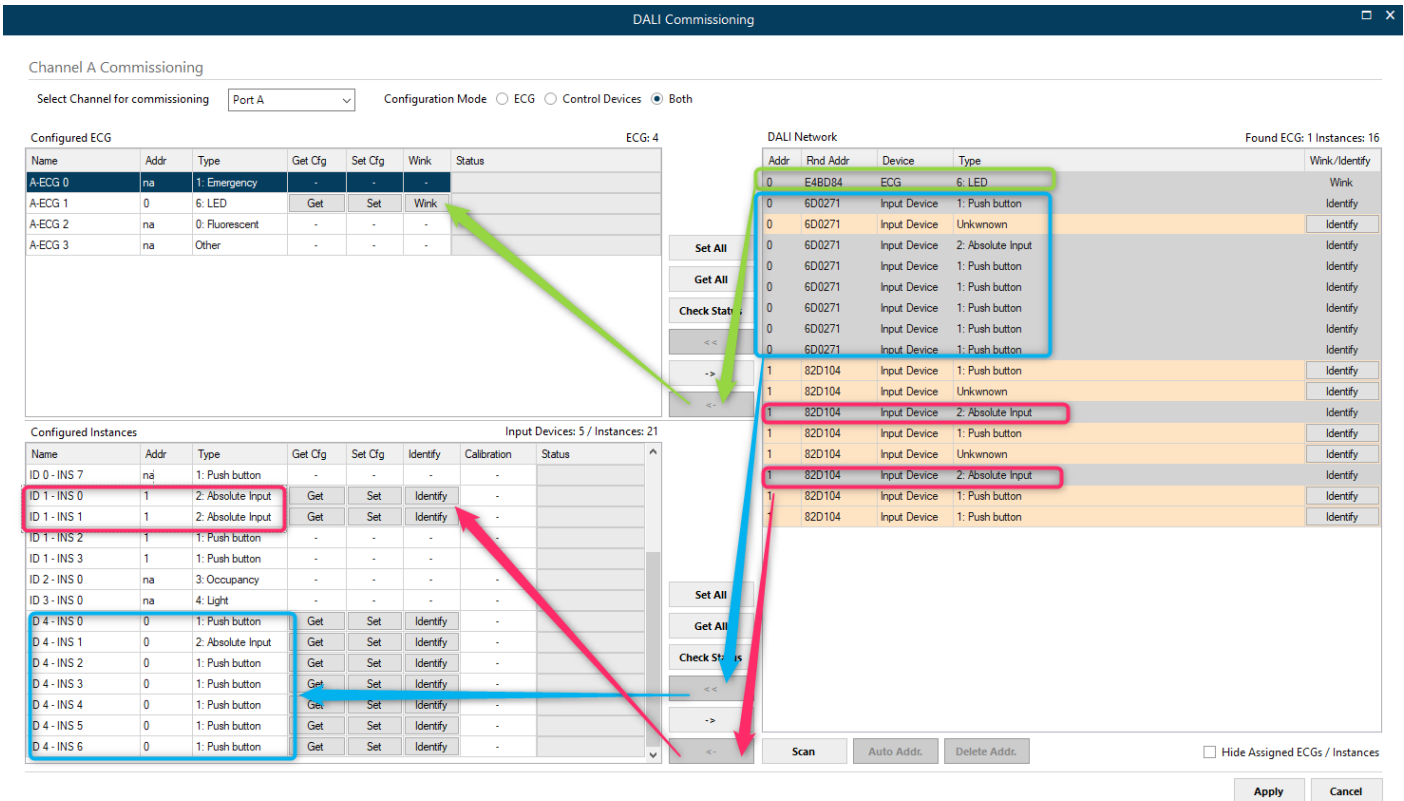 DALI Commissioning
Channel A Commissioning
Select Channel for commissioning Port A Configuration Mode ECG Control Devices Both
Configured ECG ECG: 4
Name Addr Type Get Cfg Set Cfg Wink Status
A-ECG 0 na 1: Emergency - - -
A-ECG 1 0 6: LED Get Set Wink
A-ECG 2 na 0: Fluorescent - - -
A-ECG 3 na Other - - -
Set All
Get All
Check Status
<<
->
<-
Configured Instances Input Devices: 5 / Instances: 21
Name Addr Type Get Cfg Set Cfg Identify Calibration Status
ID 0 - INS 7 na 1: Push button - - - -
ID 1 - INS 0 1 2: Absolute Input Get Set Identify -
ID 1 - INS 1 1 2: Absolute Input Get Set Identify -
ID 1 - INS 2 1 1: Push button - - - -
ID 1 - INS 3 1 1: Push button - - - -
ID 2 - INS 0 na 3: Occupancy - - - -
ID 3 - INS 0 na 4: Light - - - -
D 4 - INS 0 0 1: Push button Get Set Identify -
D 4 - INS 1 0 2: Absolute Input Get Set Identify -
D 4 - INS 2 0 1: Push button Get Set Identify -
D 4 - INS 3 0 1: Push button Get Set Identify -
D 4 - INS 4 0 1: Push button Get Set Identify -
D 4 - INS 5 0 1: Push button Get Set Identify -
D 4 - INS 6 0 1: Push button Get Set Identify -
Set All
Get All
Check Status
<<
->
<-
DALI Network Found ECG: 1 Instances: 16
Addr Rnd Addr Device Type Wink/Identify
0 E4BD84 ECG 6: LED Wink
0 6D0271 Input Device 1: Push button Identify
0 6D0271 Input Device Unkwnown Identify
0 6D0271 Input Device 2: Absolute Input Identify
0 6D0271 Input Device 1: Push button Identify
0 6D0271 Input Device 1: Push button Identify
0 6D0271 Input Device 1: Push button Identify
0 6D0271 Input Device 1: Push button Identify
0 6D0271 Input Device 1: Push button Identify
1 82D104 Input Device 1: Push button Identify
1 82D104 Input Device Unkwnown Identify
1 82D104 Input Device 2: Absolute Input Identify
1 82D104 Input Device 1: Push button Identify
1 82D104 Input Device Unkwnown Identify
1 82D104 Input Device 2: Absolute Input Identify
1 82D104 Input Device 1: Push button Identify
1 82D104 Input Device 1: Push button Identify
Scan Auto Addr. Delete Addr. Hide Assigned ECGs / Instances
Apply Cancel